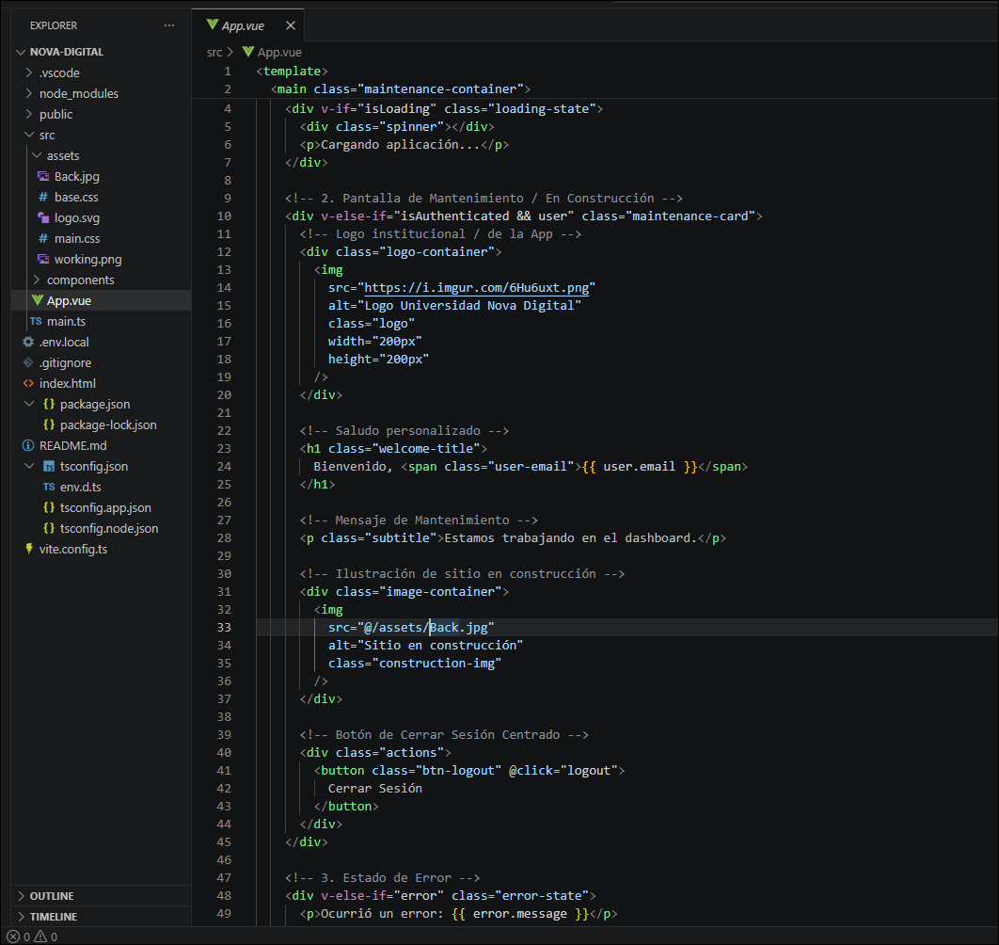 EXPLORER
NOVA-DIGITAL
.vscode
node_modules
public
src
assets
Back.jpg
# base.css
logo.svg
# main.css
working.png
components
App.vue
TS main.ts
.env.local
.gitignore
<> index.html
{} package.json
{} package-lock.json
README.md
TS tsconfig.json
TS env.d.ts
{} tsconfig.app.json
{} tsconfig.node.json
vite.config.ts
OUTLINE
TIMELINE
0 0
App.vue
src > App.vue
1 <template>
2 <main class="maintenance-container">
4 <div v-if="isLoading" class="loading-state">
5 <div class="spinner"></div>
6 <p>Cargando aplicación...</p>
7 </div>
8
9 <!-- 2. Pantalla de Mantenimiento / En Construcción -->
10 <div v-else-if="isAuthenticated && user" class="maintenance-card">
11 <!-- Logo institucional / de la App -->
12 <div class="logo-container">
13 <img
14 src="https://i.imgur.com/6Hu6uxt.png"
15 alt="Logo Universidad Nova Digital"
16 class="logo"
17 width="200px"
18 height="200px"
19 />
20 </div>
21
22 <!-- Saludo personalizado -->
23 <h1 class="welcome-title">
24 Bienvenido, <span class="user-email">{{ user.email }}</span>
25 </h1>
26
27 <!-- Mensaje de Mantenimiento -->
28 <p class="subtitle">Estamos trabajando en el dashboard.</p>
29
30 <!-- Ilustración de sitio en construcción -->
31 <div class="image-container">
32 <img
33 src="@/assets/Back.jpg"
34 alt="Sitio en construcción"
35 class="construction-img"
36 />
37 </div>
38
39 <!-- Botón de Cerrar Sesión Centrado -->
40 <div class="actions">
41 <button class="btn-logout" @click="logout">
42 Cerrar Sesión
43 </button>
44 </div>
45 </div>
46
47 <!-- 3. Estado de Error -->
48 <div v-else-if="error" class="error-state">
49 <p>Ocurrió un error: {{ error.message }}</p>